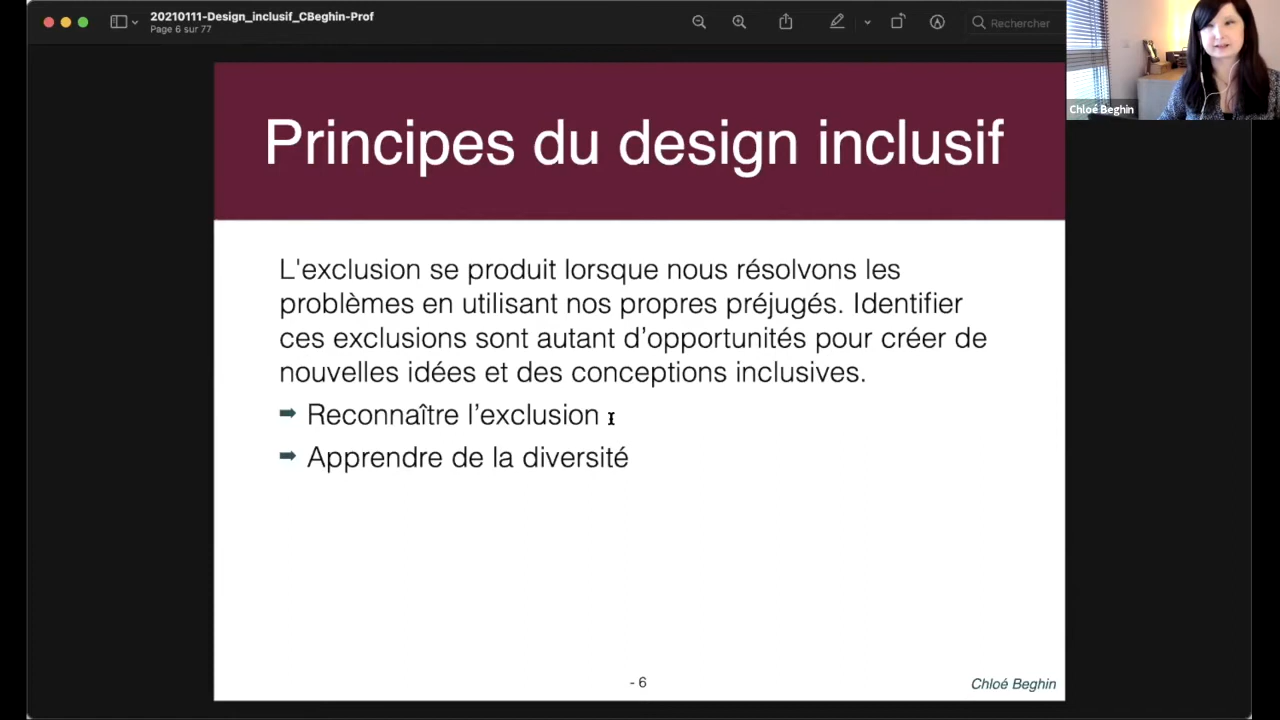 20210111-Design_inclusif_CBeghin-Prof
Page 6 sur 77
Rechercher
Chloé Beghin
Principes du design inclusif
L'exclusion se produit lorsque nous résolvons les
problèmes en utilisant nos propres préjugés. Identifier
ces exclusions sont autant d’opportunités pour créer de
nouvelles idées et des conceptions inclusives.
➡ Reconnaître l’exclusion
➡ Apprendre de la diversité
- 6
Chloé Beghin